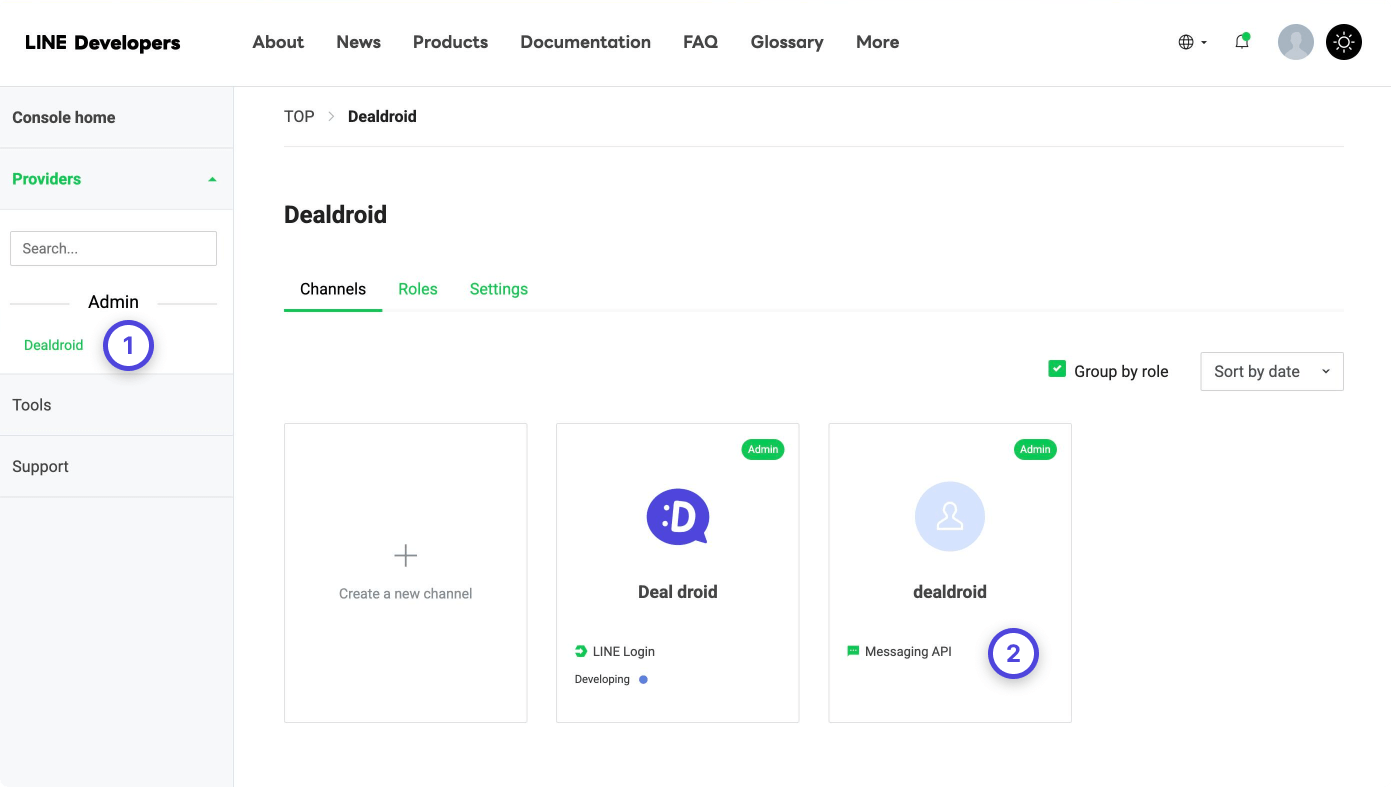 LINE Developers
About News Products Documentation FAQ Glossary More
Console home
Providers
Search...
Admin
Dealdroid 1
Tools
Support
TOP > Dealdroid
Dealdroid
Channels Roles Settings
Group by role Sort by date
Create a new channel
Admin
:D
Deal droid
LINE Login
Developing
Admin
dealdroid
Messaging API 2